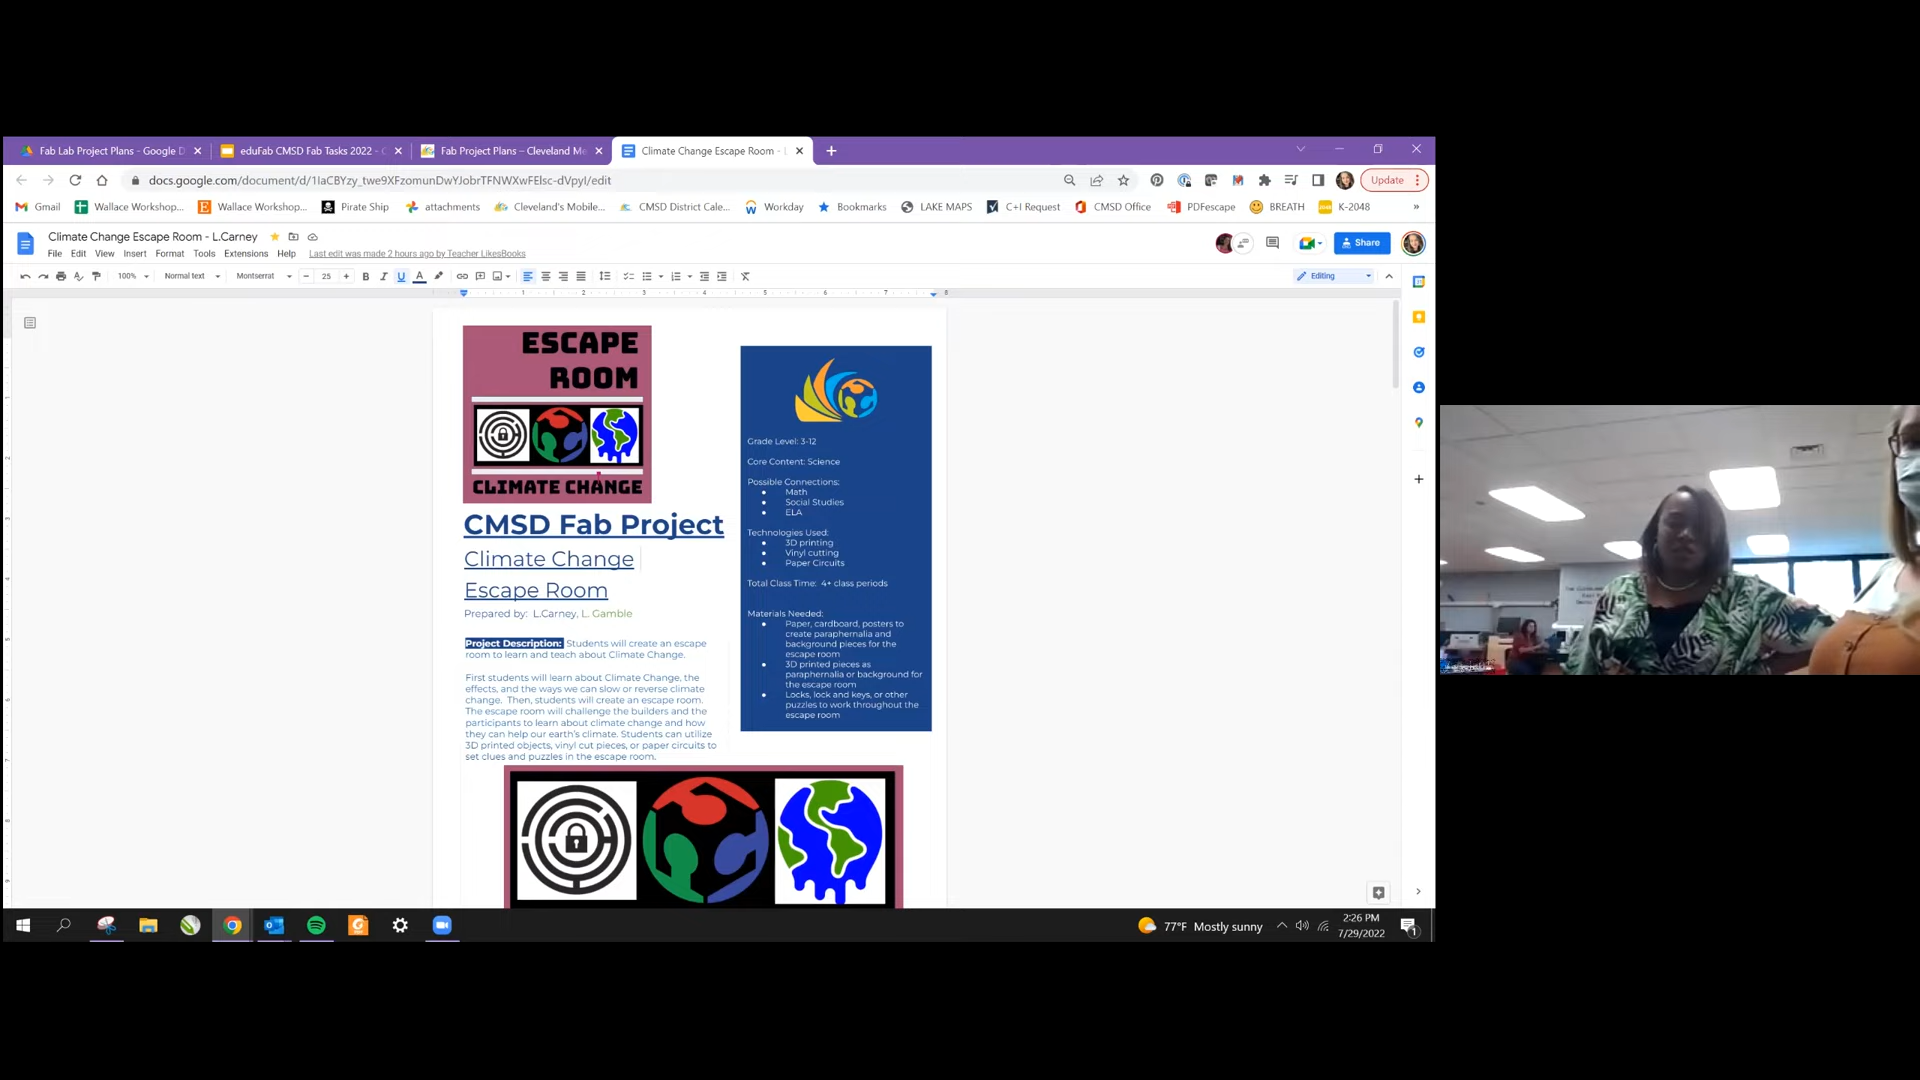 Fab Lab Project Plans - Google D
eduFab CMSD Fab Tasks 2022 - C
Fab Project Plans – Cleveland Me
Climate Change Escape Room -
docs.google.com/document/d/1IaCBYzy_twe9XFzomunDwYJobrTFNWXwFElsc-dVpyI/edit
Update
Gmail
Wallace Workshop...
Wallace Workshop...
Pirate Ship
attachments
Cleveland's Mobile...
CMSD District Cale...
Workday
Bookmarks
LAKE MAPS
C+I Request
CMSD Office
PDFescape
BREATH
K-2048
Climate Change Escape Room - L.Carney
Share
File Edit View Insert Format Tools Extensions Help
Last edit was made 2 hours ago by Teacher LikesBooks
100%
Normal text
Montserrat
25
Editing
ESCAPE
ROOM
CLIMATE CHANGE
CMSD Fab Project
Climate Change
Escape Room
Prepared by: L.Carney, L. Gamble
Project Description: Students will create an escape
room to learn and teach about Climate Change.
First students will learn about Climate Change, the
effects, and the ways we can slow or reverse climate
change. Then, students will create an escape room.
The escape room will challenge the builders and the
participants to learn about climate change and how
they can help our earth's climate. Students can utilize
3D printed objects, vinyl cut pieces, or paper circuits to
set clues and puzzles in the escape room.
Grade Level: 3-12
Core Content: Science
Possible Connections:
Math
Social Studies
ELA
Technologies Used:
3D printing
Vinyl cutting
Paper Circuits
Total Class Time: 4+ class periods
Materials Needed:
Paper, cardboard, posters to
create paraphernalia and
background pieces for the
escape room
3D printed pieces as
paraphernalia or background for
the escape room
Locks, lock and keys, or other
puzzles to work throughout the
escape room
77°F Mostly sunny
2:26 PM
7/29/2022
1